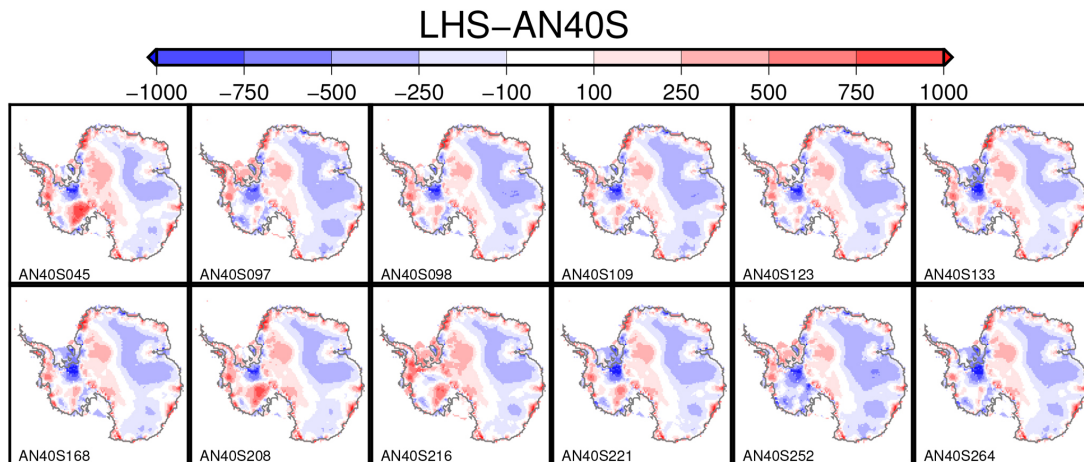 LHS−AN40S
−1000 −750 −500 −250 −100 100 250 500 750 1000
AN40S045 AN40S097 AN40S098 AN40S109 AN40S123 AN40S133
AN40S168 AN40S208 AN40S216 AN40S221 AN40S252 AN40S264